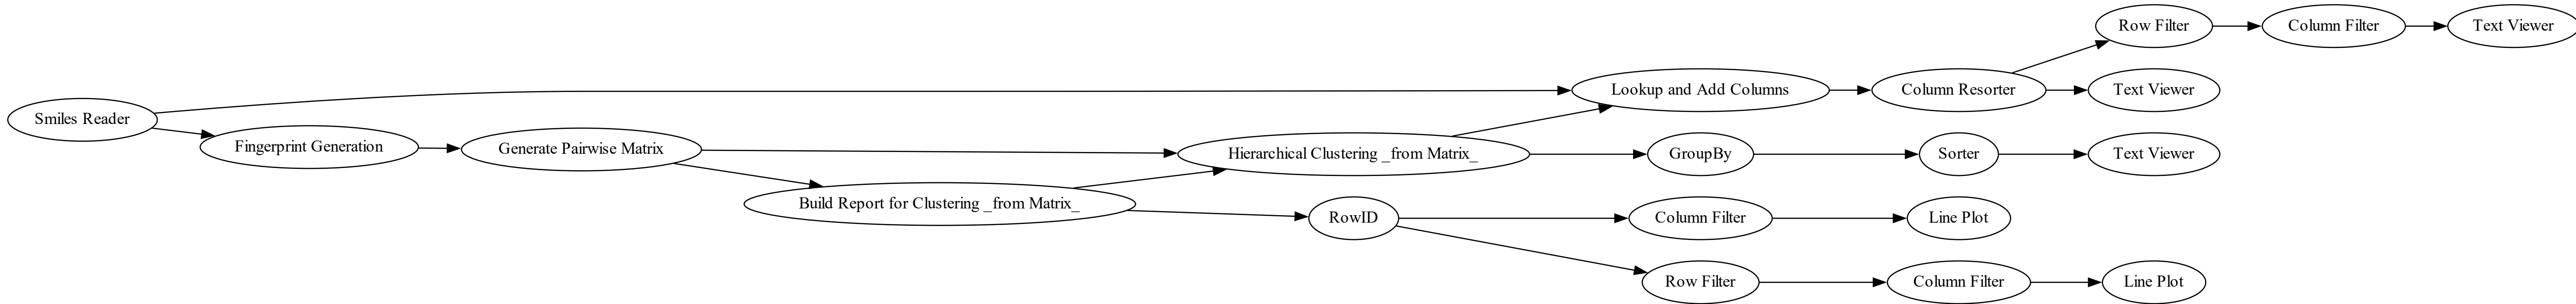 Row Filter
Column Filter
Text Viewer
Lookup and Add Columns
Column Resorter
Text Viewer
Smiles Reader
Fingerprint Generation
Generate Pairwise Matrix
Hierarchical Clustering _from Matrix_
GroupBy
Sorter
Text Viewer
Build Report for Clustering _from Matrix_
RowID
Column Filter
Line Plot
Row Filter
Column Filter
Line Plot